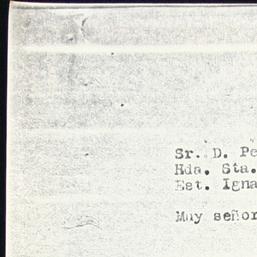 Sr. D. Pe
Hda. Sta.
Est. Igna
Muy señor